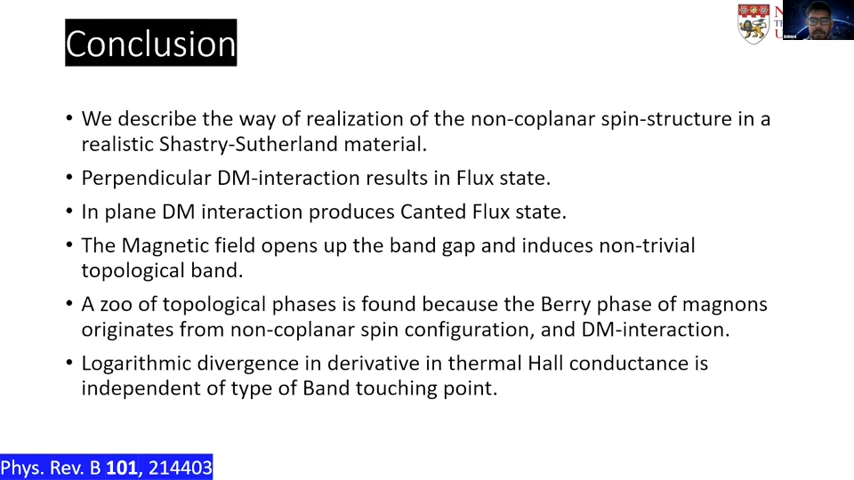 Conclusion
• We describe the way of realization of the non-coplanar spin-structure in a
realistic Shastry-Sutherland material.
• Perpendicular DM-interaction results in Flux state.
• In plane DM interaction produces Canted Flux state.
• The Magnetic field opens up the band gap and induces non-trivial
topological band.
• A zoo of topological phases is found because the Berry phase of magnons
originates from non-coplanar spin configuration, and DM-interaction.
• Logarithmic divergence in derivative in thermal Hall conductance is
independent of type of Band touching point.
Phys. Rev. B 101, 214403